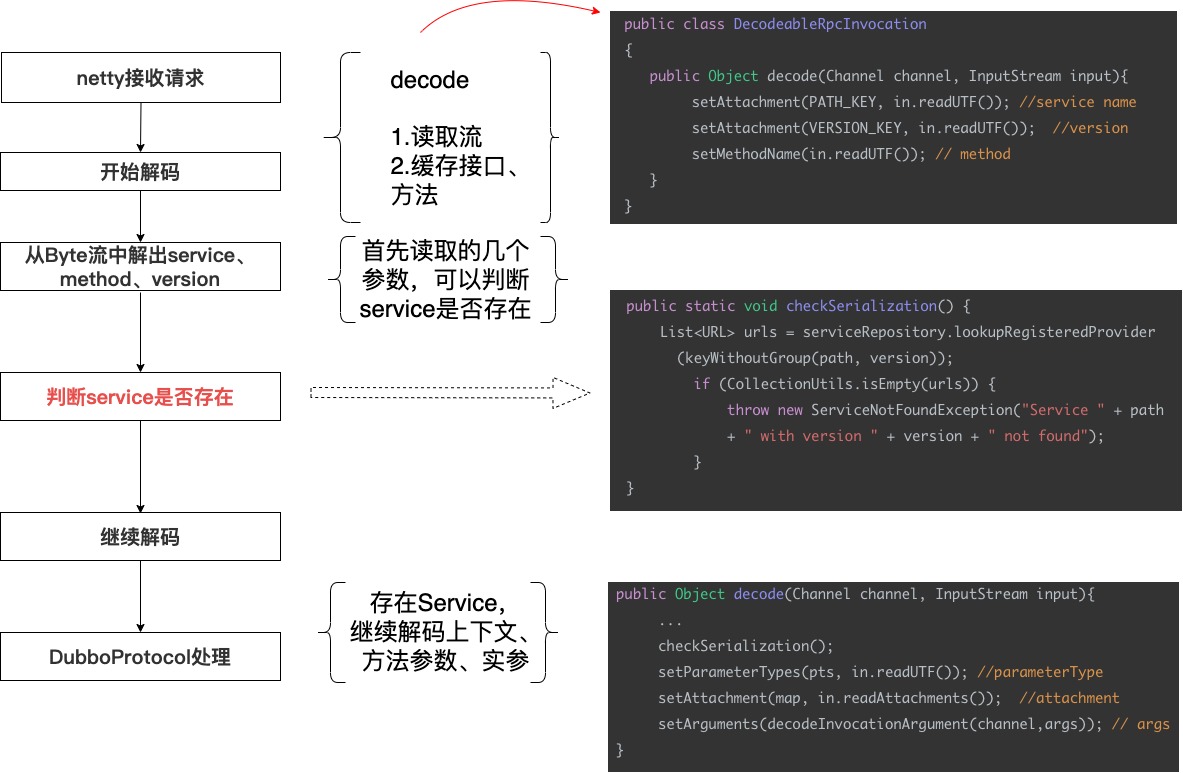 netty接收请求
开始解码
从Byte流中解出service、
method、version
判断service是否存在
继续解码
DubboProtocol处理
decode
1.读取流
2.缓存接口、
方法
首先读取的几个
参数，可以判断
service是否存在
存在Service，
继续解码上下文、
方法参数、实参
public class DecodeableRpcInvocation
{
public Object decode(Channel channel, InputStream input){
setAttachment(PATH_KEY, in.readUTF()); //service name
setAttachment(VERSION_KEY, in.readUTF());  //version
setMethodName(in.readUTF()); // method
}
}
public static void checkSerialization() {
List<URL> urls = serviceRepository.lookupRegisteredProvider
(keyWithoutGroup(path, version));
if (CollectionUtils.isEmpty(urls)) {
throw new ServiceNotFoundException("Service " + path
+ " with version " + version + " not found");
}
}
public Object decode(Channel channel, InputStream input){
...
checkSerialization();
setParameterTypes(pts, in.readUTF()); //parameterType
setAttachment(map, in.readAttachments());  //attachment
setArguments(decodeInvocationArgument(channel,args)); // args
}